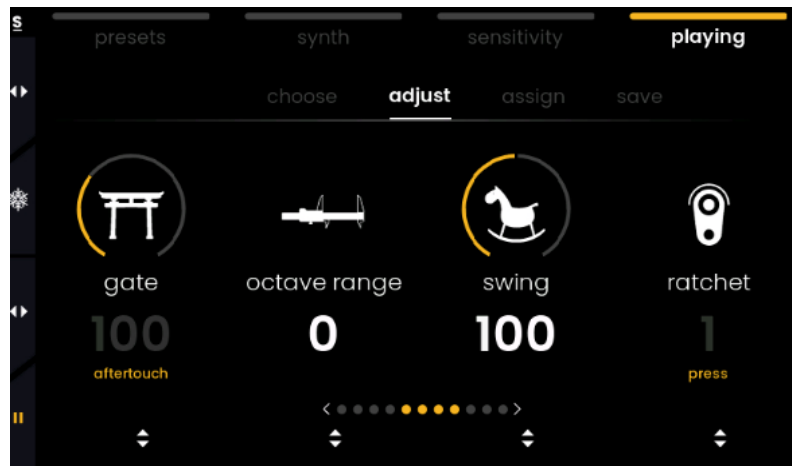 S
presets synth sensitivity playing
choose adjust assign save
gate octave range swing ratchet
100 0 100 1
aftertouch press